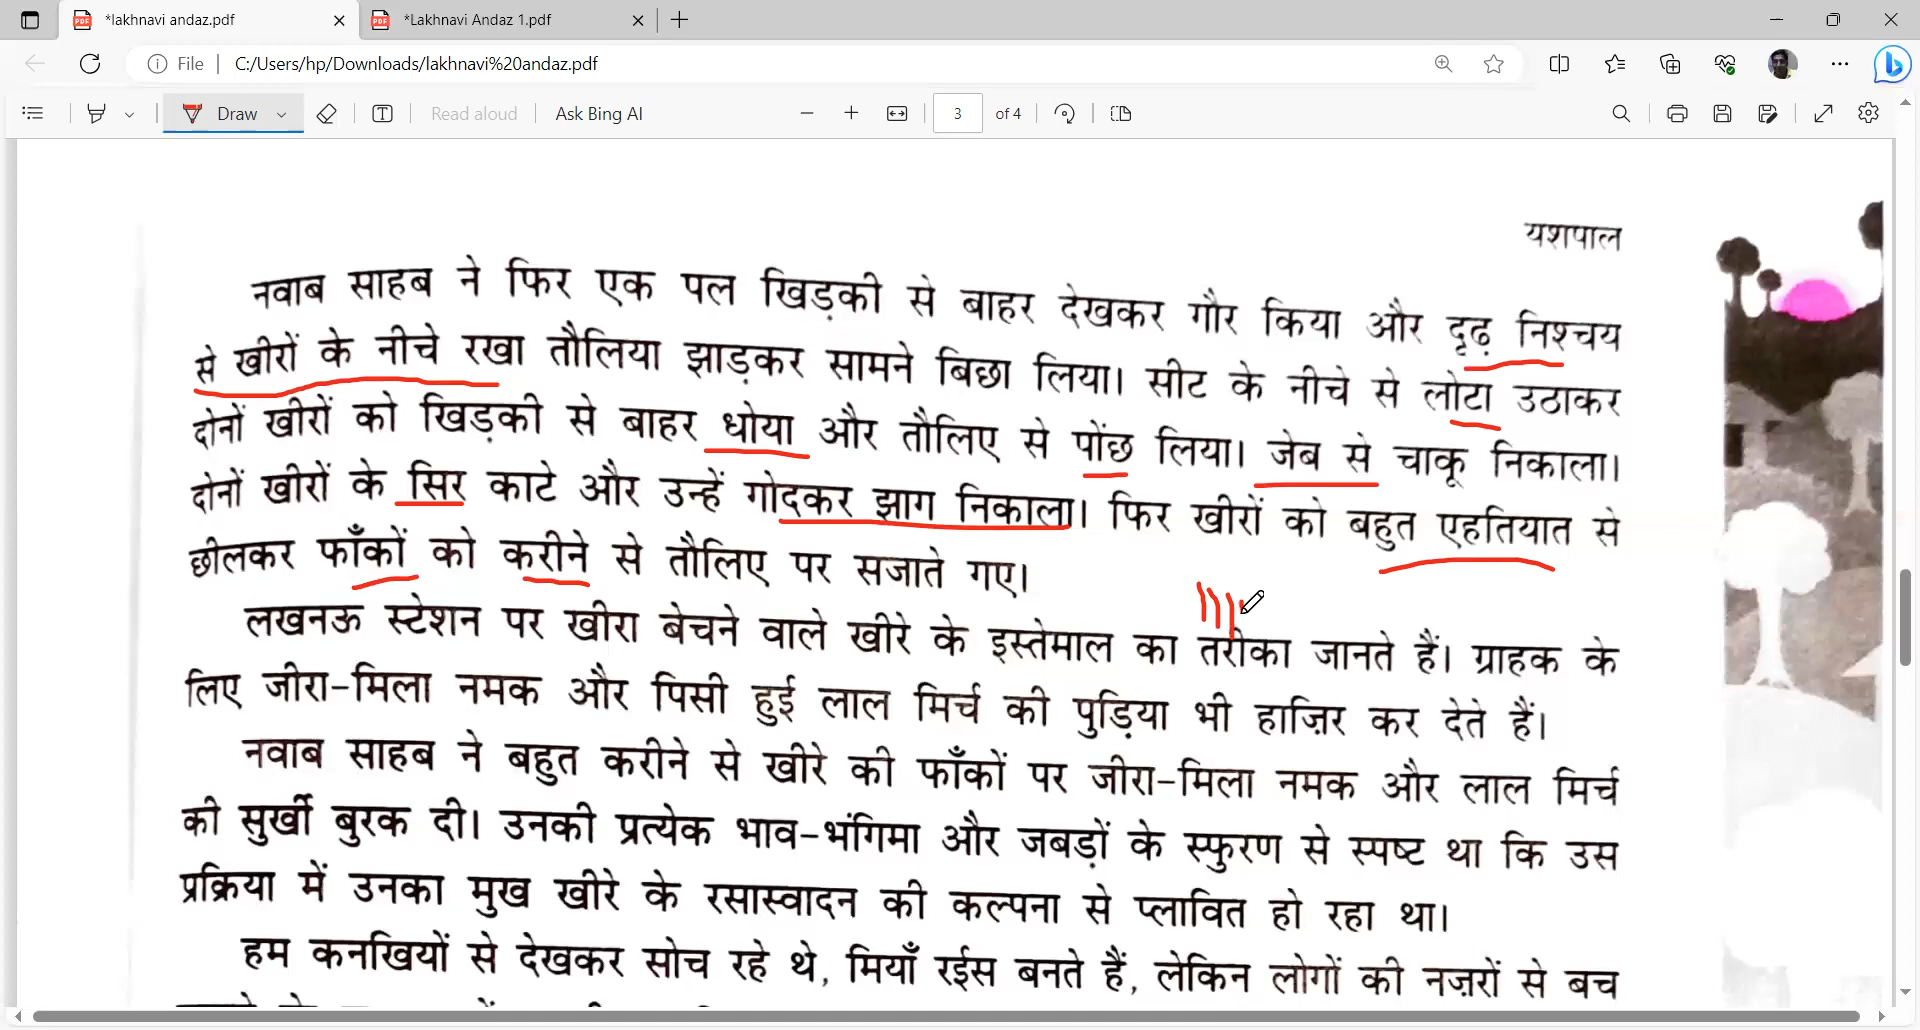 *lakhnavi andaz.pdf
*Lakhnavi Andaz 1.pdf
File C:/Users/hp/Downloads/lakhnavi%20andaz.pdf
Draw Read aloud Ask Bing AI 3 of 4
यशपाल
नवाब साहब ने फिर एक पल खिड़की से बाहर देखकर गौर किया और दृढ़ निश्चय
से खीरों के नीचे रखा तौलिया झाड़कर सामने बिछा लिया। सीट के नीचे से लोटा उठाकर
दोनों खीरों को खिड़की से बाहर धोया और तौलिए से पोंछ लिया। जेब से चाकू निकाला।
दोनों खीरों के सिर काटे और उन्हें गोदकर झाग निकाला। फिर खीरों को बहुत एहतियात से
छीलकर फाँकों को करीने से तौलिए पर सजाते गए।
लखनऊ स्टेशन पर खीरा बेचने वाले खीरे के इस्तेमाल का तरीका जानते हैं। ग्राहक के
लिए जीरा-मिला नमक और पिसी हुई लाल मिर्च की पुड़िया भी हाज़िर कर देते हैं।
नवाब साहब ने बहुत करीने से खीरे की फाँकों पर जीरा-मिला नमक और लाल मिर्च
की सुर्खी बुरक दी। उनकी प्रत्येक भाव-भंगिमा और जबड़ों के स्फुरण से स्पष्ट था कि उस
प्रक्रिया में उनका मुख खीरे के रसास्वादन की कल्पना से प्लावित हो रहा था।
हम कनखियों से देखकर सोच रहे थे, मियाँ रईस बनते हैं, लेकिन लोगों की नज़रों से बच